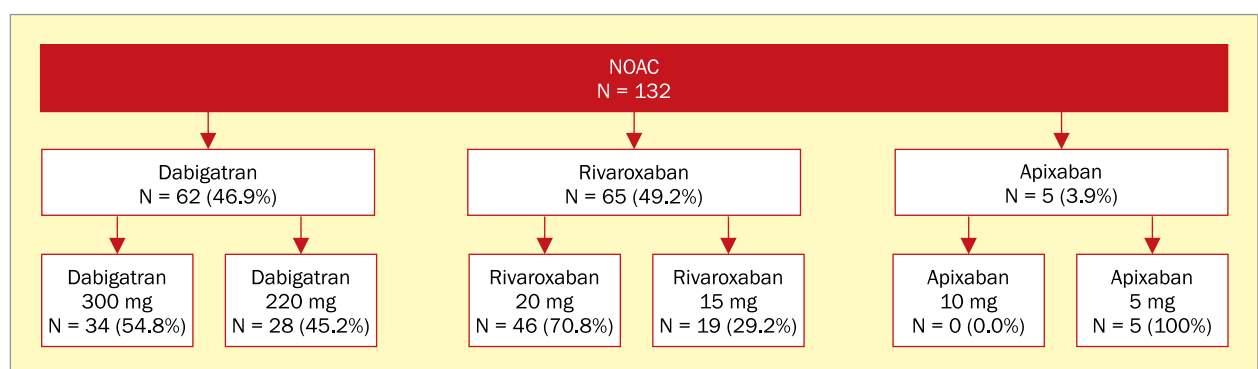 NOAC
N = 132
Dabigatran
N = 62 (46.9%)
Rivaroxaban
N = 65 (49.2%)
Apixaban
N = 5 (3.9%)
Dabigatran
300 mg
N = 34 (54.8%)
Dabigatran
220 mg
N = 28 (45.2%)
Rivaroxaban
20 mg
N = 46 (70.8%)
Rivaroxaban
15 mg
N = 19 (29.2%)
Apixaban
10 mg
N = 0 (0.0%)
Apixaban
5 mg
N = 5 (100%)